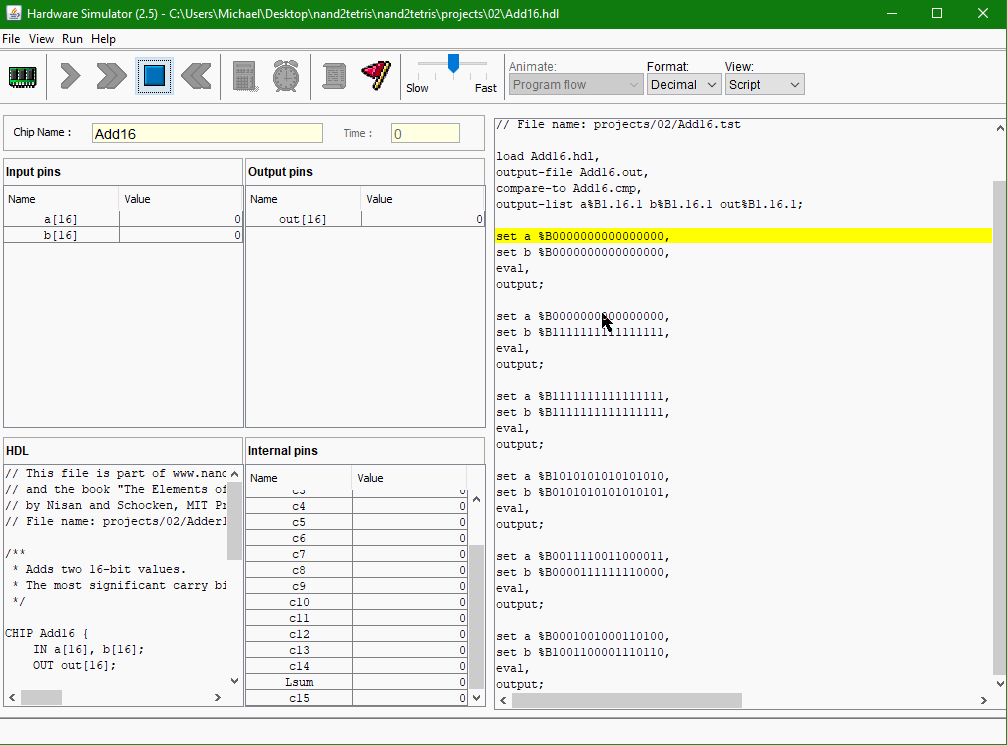 Hardware Simulator (2.5) - C:\Users\Michael\Desktop\nand2tetris\nand2tetris\projects\02\Add16.hdl
File View Run Help
Slow Fast
Animate:
Program flow
Format:
Decimal
View:
Script
Chip Name :
Add16
Time :
0
Input pins
Name Value
a[16] 0
b[16] 0
Output pins
Name Value
out[16] 0
HDL
// This file is part of www.nand
// and the book "The Elements of
// by Nisan and Schocken, MIT Pr
// File name: projects/02/Adder1
/**
* Adds two 16-bit values.
* The most significant carry bi
*/
CHIP Add16 {
IN a[16], b[16];
OUT out[16];
Internal pins
Name Value
c3 0
c4 0
c5 0
c6 0
c7 0
c8 0
c9 0
c10 0
c11 0
c12 0
c13 0
c14 0
Lsum 0
c15 0
// File name: projects/02/Add16.tst
load Add16.hdl,
output-file Add16.out,
compare-to Add16.cmp,
output-list a%B1.16.1 b%B1.16.1 out%B1.16.1;
set a %B0000000000000000,
set b %B0000000000000000,
eval,
output;
set a %B0000000000000000,
set b %B1111111111111111,
eval,
output;
set a %B1111111111111111,
set b %B1111111111111111,
eval,
output;
set a %B1010101010101010,
set b %B0101010101010101,
eval,
output;
set a %B0011110011000011,
set b %B0000111111110000,
eval,
output;
set a %B0001001000110100,
set b %B1001100001110110,
eval,
output;